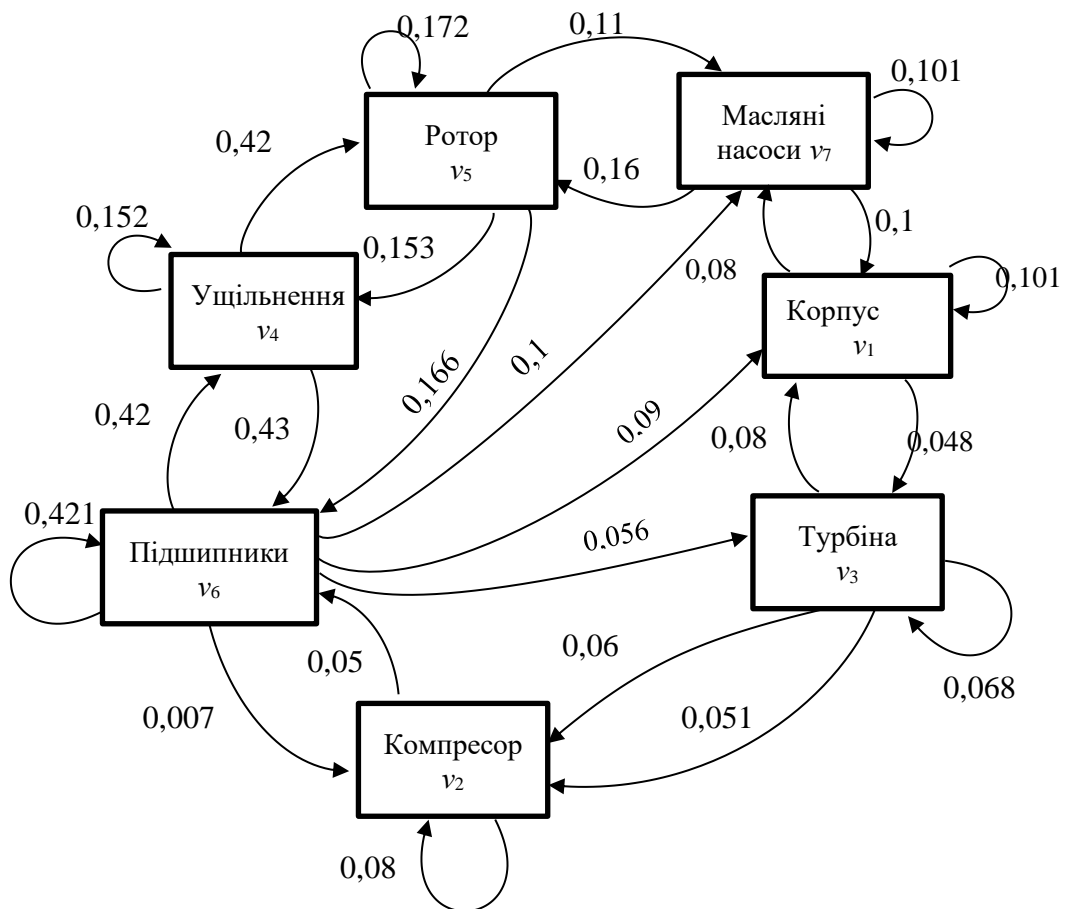 0,172
0,11
0,101
Масляні
насоси v7
Ротор
v5
0,42
0,16
0,152
0,153
0,1
0,08
0,101
Ущільнення
v4
Корпус
v1
0,166
0,1
0,09
0,42
0,43
0,08
0,048
0,421
0,056
Підшипники
v6
Турбіна
v3
0,05
0,06
0,068
0,007
0,051
Компресор
v2
0,08